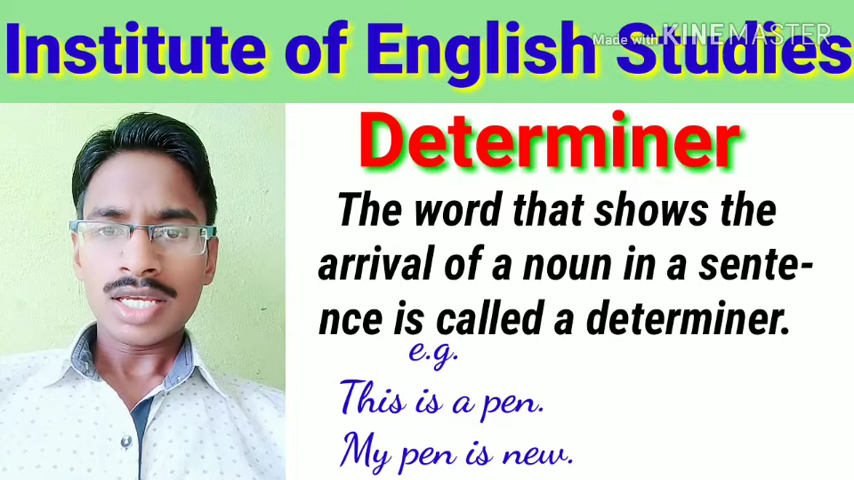 Institute of English Studies
Made with KINEMASTER
Determiner
The word that shows the
arrival of a noun in a sente-
nce is called a determiner.
e.g.
This is a pen.
My pen is new.